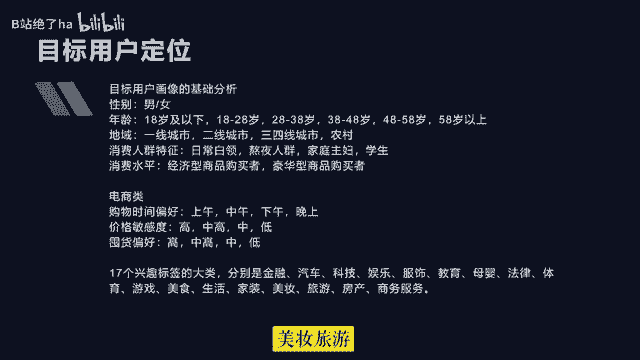 B站绝了ha bilibili
目标用户定位
目标用户画像的基础分析
性别：男/女
年龄：18岁及以下，18-28岁，28-38岁，38-48岁，48-58岁，58岁以上
地域：一线城市，二线城市，三四线城市，农村
消费人群特征：日常白领，熬夜人群，家庭主妇，学生
消费水平：经济型商品购买者，豪华型商品购买者
电商类
购物时间偏好：上午，中午，下午，晚上
价格敏感度：高，中高，中，低
囤货偏好：高，中高，中，低
17个兴趣标签的大类，分别是金融、汽车、科技、娱乐、服饰、教育、母婴、法律、体
育、游戏、美食、生活、家装、美妆、旅游、房产、商务服务。
美妆旅游